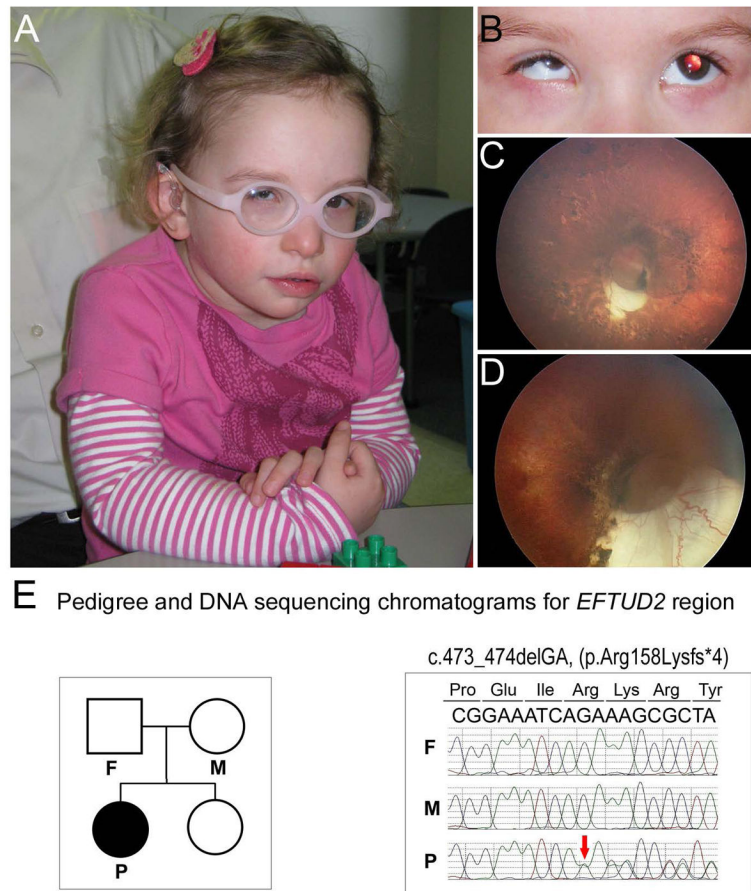 A
B
C
D
E Pedigree and DNA sequencing chromatograms for EFTUD2 region
c.473_474delGA, (p.Arg158Lysfs*4)
Pro Glu Ile Arg Lys Arg Tyr
CGGAAATCAGAAAGCGCTA
F M
P
F
M
P